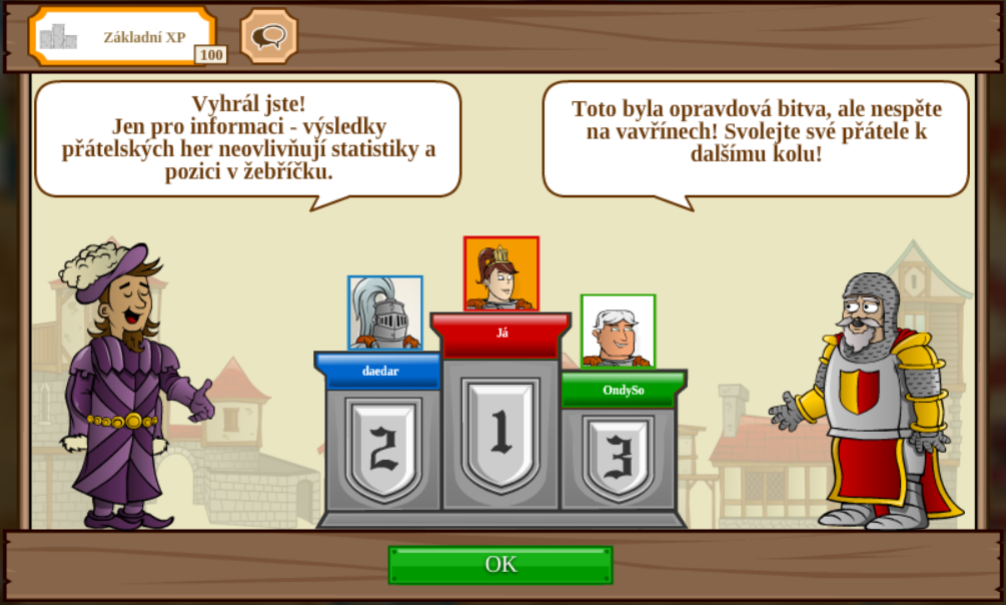 Základní XP
100
Vyhrál jste!
Jen pro informaci - výsledky
přátelských her neovlivňují statistiky a
pozici v žebříčku.
Toto byla opravdová bitva, ale nespěte
na vavřínech! Svolejte své přátele k
dalšímu kolu!
Já
daedar
OndySo
2
1
3
OK